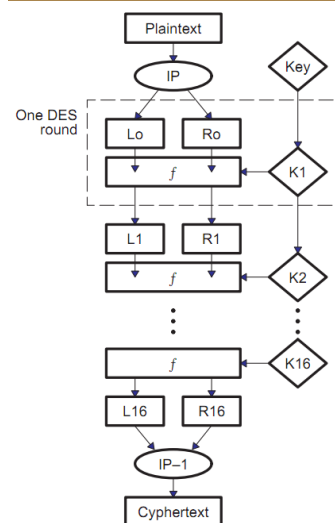 Plaintext
IP
Key
One DES
round
Lo
Ro
f
K1
L1
R1
f
K2
f
K16
L16
R16
IP–1
Cyphertext